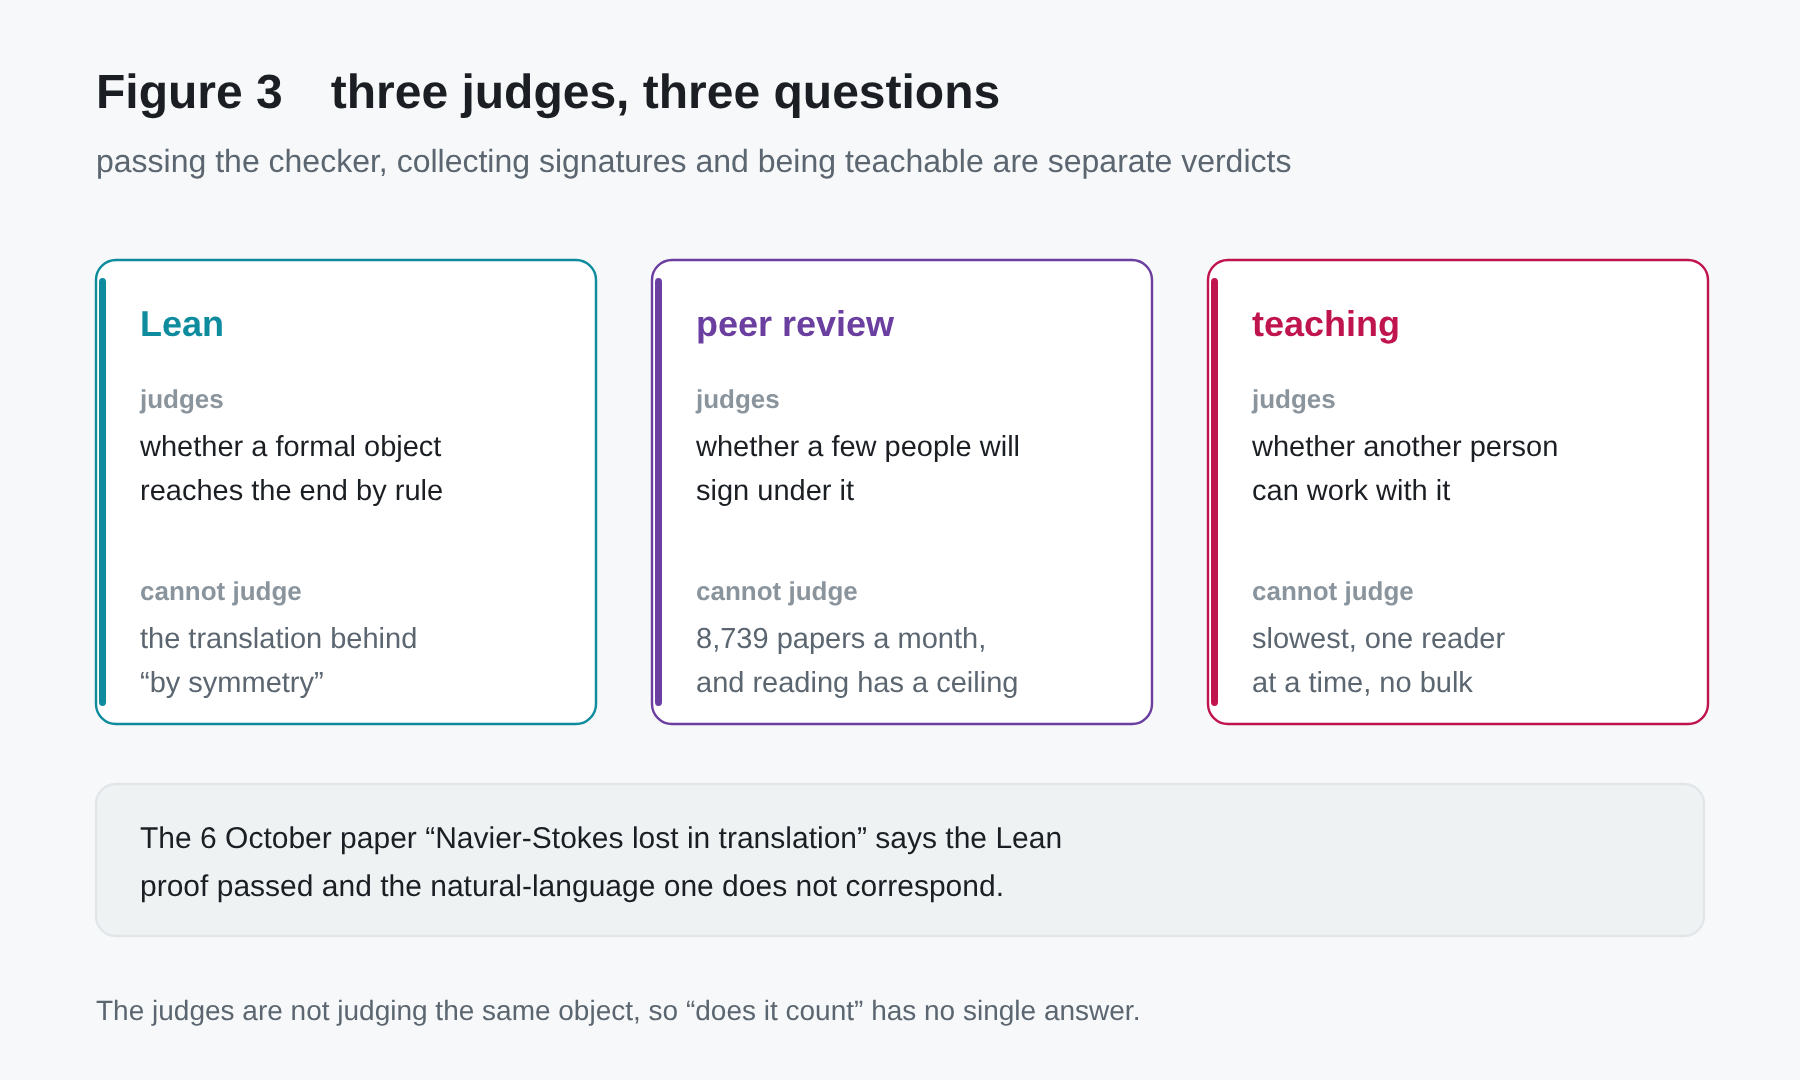 Figure 3 three judges, three questions
passing the checker, collecting signatures and being teachable are separate verdicts
Lean
judges
whether a formal object
reaches the end by rule
cannot judge
the translation behind
“by symmetry”
peer review
judges
whether a few people will
sign under it
cannot judge
8,739 papers a month,
and reading has a ceiling
teaching
judges
whether another person
can work with it
cannot judge
slowest, one reader
at a time, no bulk
The 6 October paper “Navier-Stokes lost in translation” says the Lean
proof passed and the natural-language one does not correspond.
The judges are not judging the same object, so “does it count” has no single answer.